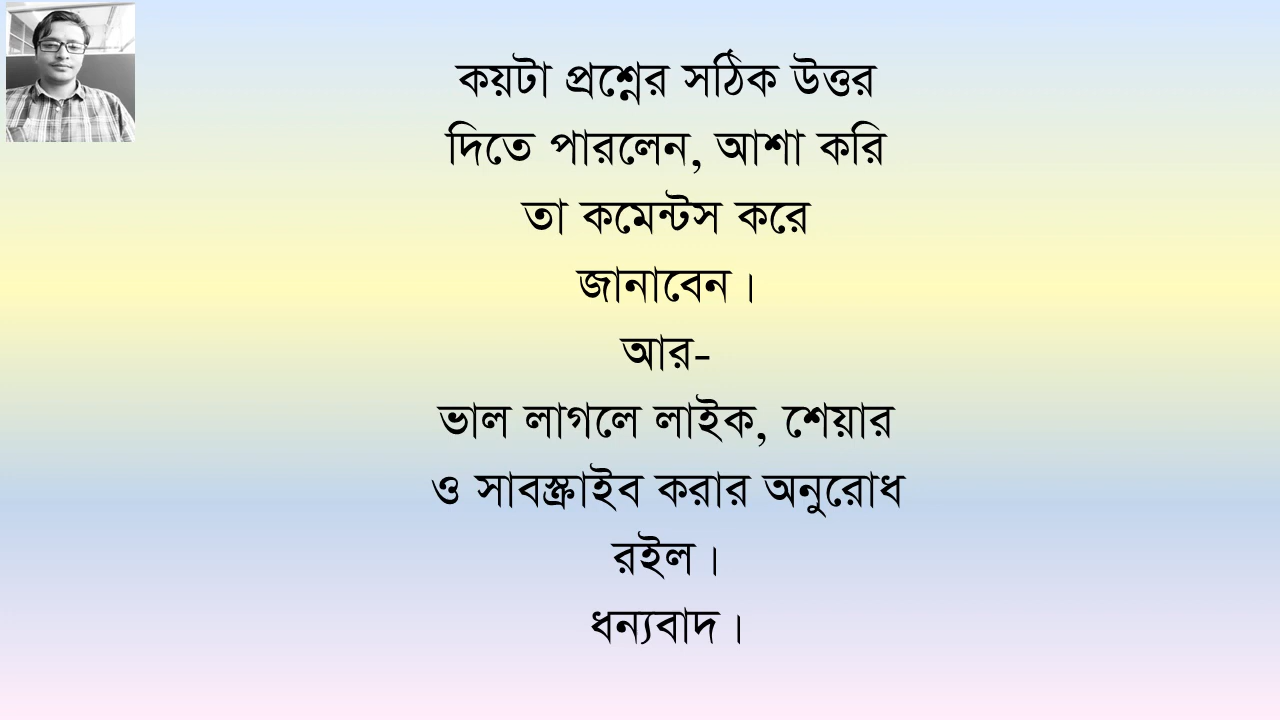 কয়টা প্রশ্নের সঠিক উত্তর
দিতে পারলেন, আশা করি
তা কমেন্টস করে
জানাবেন।
আর-
ভাল লাগলে লাইক, শেয়ার
ও সাবস্ক্রাইব করার অনুরোধ
রইল।
ধন্যবাদ।